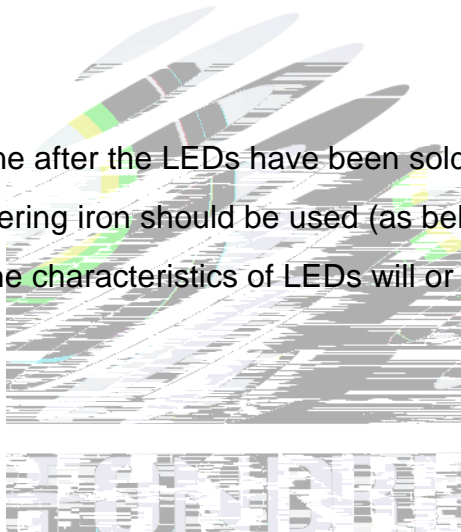 ne after the LEDs have been sold
ering iron should be used (as bel
ne characteristics of LEDs will or